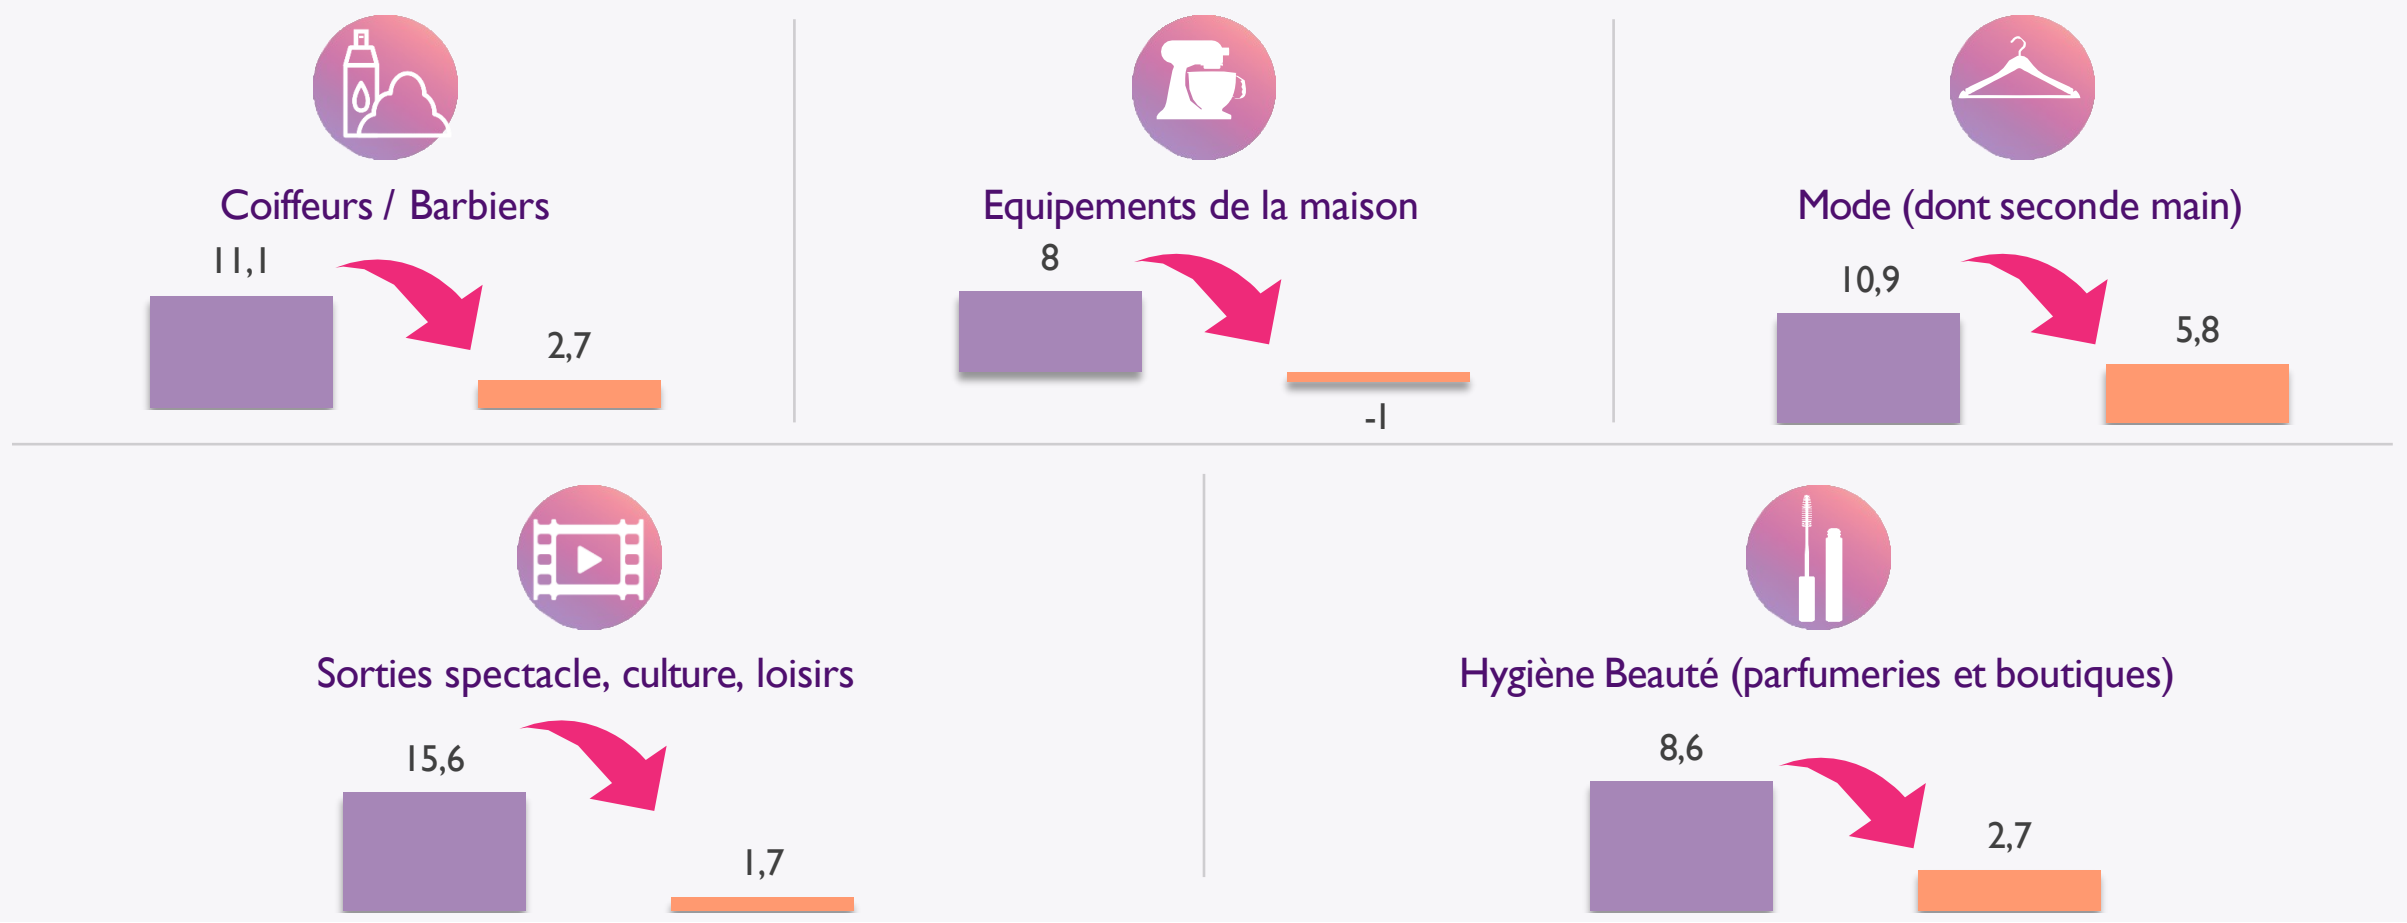 Coiffeurs / Barbiers
11,1
2,7
Equipements de la maison
8
-1
Mode (dont seconde main)
10,9
5,8
Sorties spectacle, culture, loisirs
15,6
1,7
Hygiène Beauté (parfumeries et boutiques)
8,6
2,7